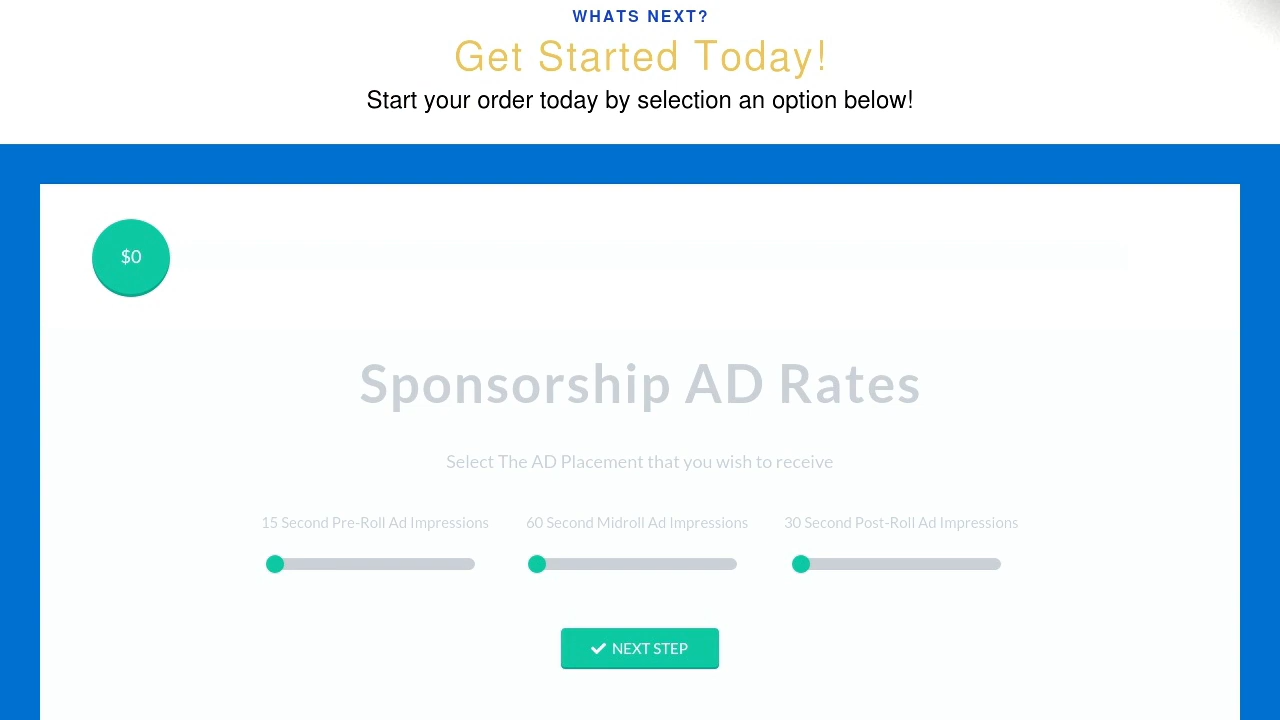 WHATS NEXT?
Get Started Today!
Start your order today by selection an option below!
$0
Sponsorship AD Rates
Select The AD Placement that you wish to receive
15 Second Pre-Roll Ad Impressions
60 Second Midroll Ad Impressions
30 Second Post-Roll Ad Impressions
NEXT STEP